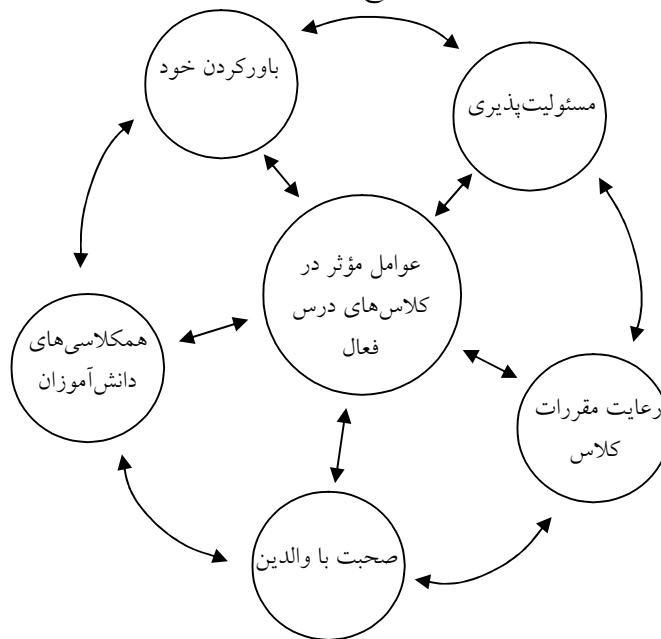 باورکردن خود
مسئولیت‌پذیری
عوامل مؤثر در
کلاس‌های درس
فعال
همکلاسی‌های
دانش‌آموزان
رعایت مقررات
کلاس
صحبت با والدین